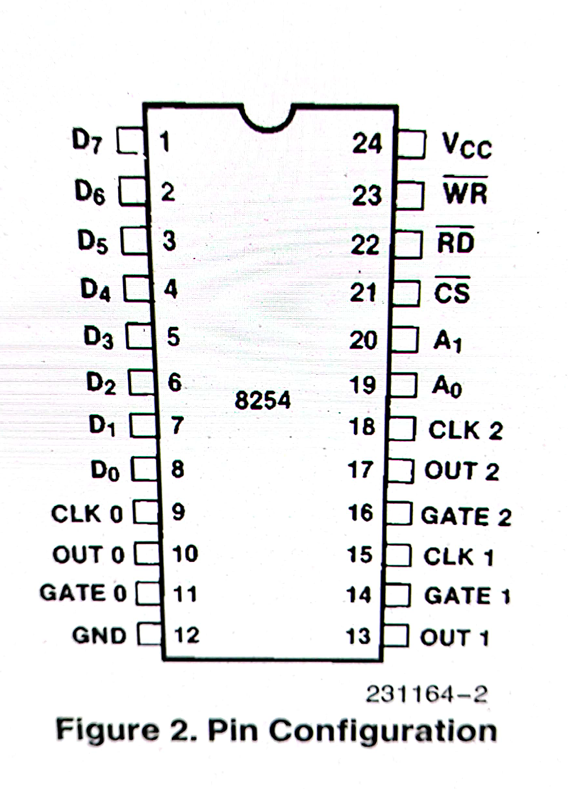 D7 1 24 VCC
D6 2 23 WR
D5 3 22 RD
D4 4 21 CS
D3 5 20 A1
D2 6 19 A0
8254
D1 7 18 CLK 2
D0 8 17 OUT 2
CLK 0 9 16 GATE 2
OUT 0 10 15 CLK 1
GATE 0 11 14 GATE 1
GND 12 13 OUT 1
231164-2
Figure 2. Pin Configuration